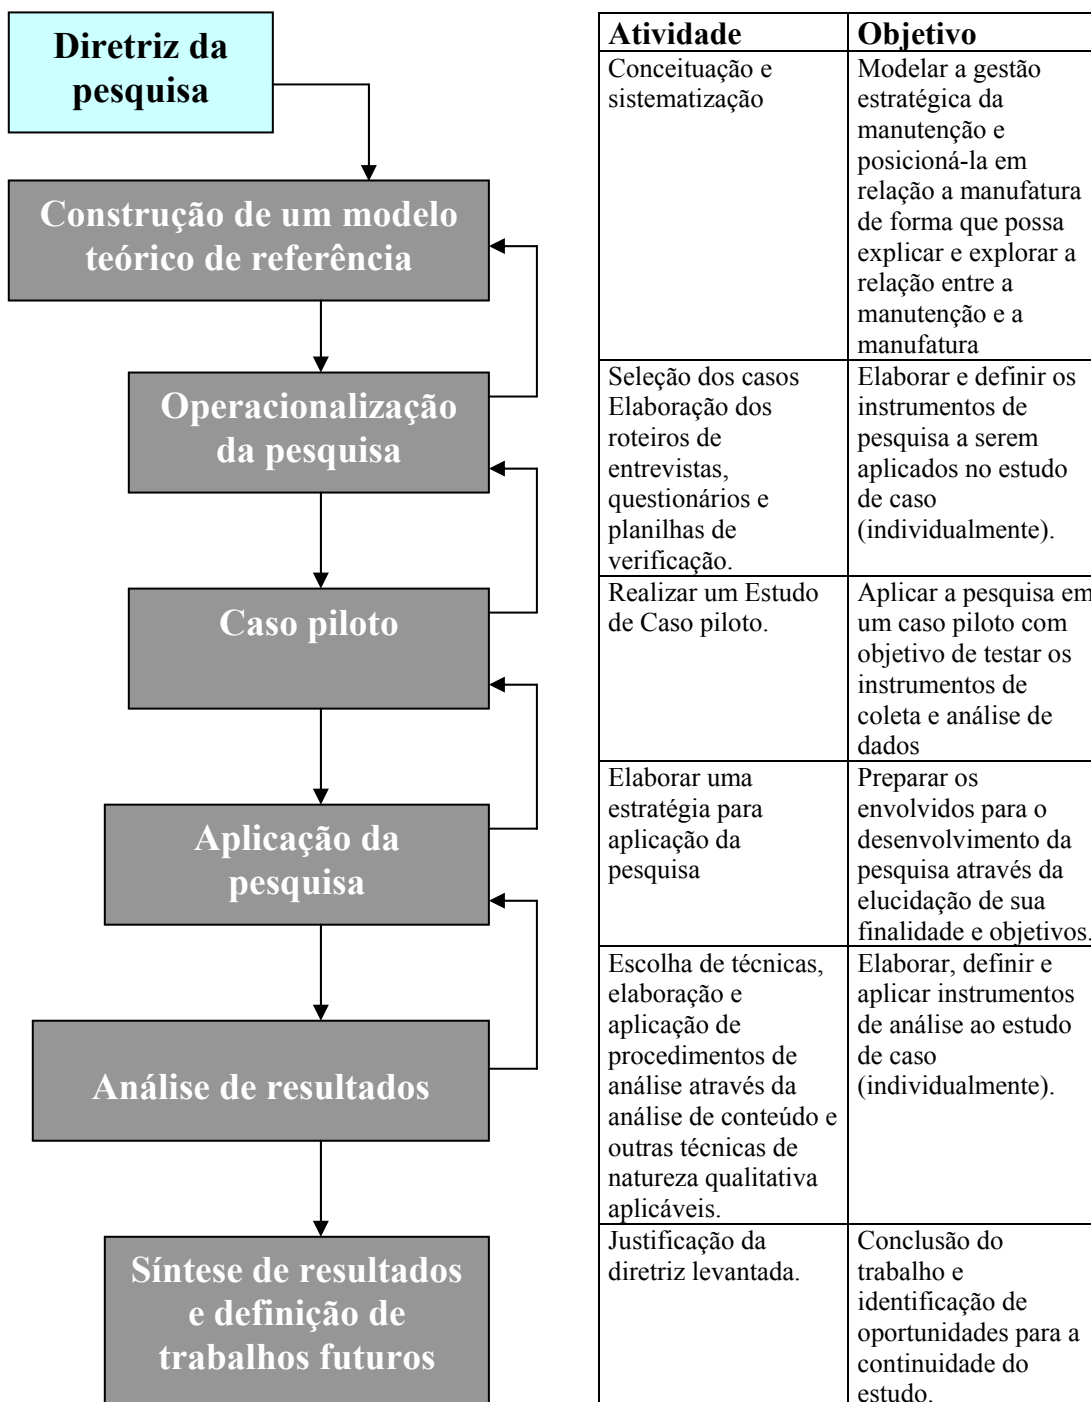 Diretriz da
pesquisa
Construção de um modelo
teórico de referência
Operacionalização
da pesquisa
Caso piloto
Aplicação da
pesquisa
Análise de resultados
Síntese de resultados
e definição de
trabalhos futuros
Atividade
Objetivo
Conceituação e
sistematização
Modelar a gestão
estratégica da
manutenção e
posicioná-la em
relação a manufatura
de forma que possa
explicar e explorar a
relação entre a
manutenção e a
manufatura
Seleção dos casos
Elaboração dos
roteiros de
entrevistas,
questionários e
planilhas de
verificação.
Elaborar e definir os
instrumentos de
pesquisa a serem
aplicados no estudo
de caso
(individualmente).
Realizar um Estudo
de Caso piloto.
Aplicar a pesquisa em
um caso piloto com
objetivo de testar os
instrumentos de
coleta e análise de
dados
Elaborar uma
estratégia para
aplicação da
pesquisa
Preparar os
envolvidos para o
desenvolvimento da
pesquisa através da
elucidação de sua
finalidade e objetivos.
Escolha de técnicas,
elaboração e
aplicação de
procedimentos de
análise através da
análise de conteúdo e
outras técnicas de
natureza qualitativa
aplicáveis.
Elaborar, definir e
aplicar instrumentos
de análise ao estudo
de caso
(individualmente).
Justificação da
diretriz levantada.
Conclusão do
trabalho e
identificação de
oportunidades para a
continuidade do
estudo.